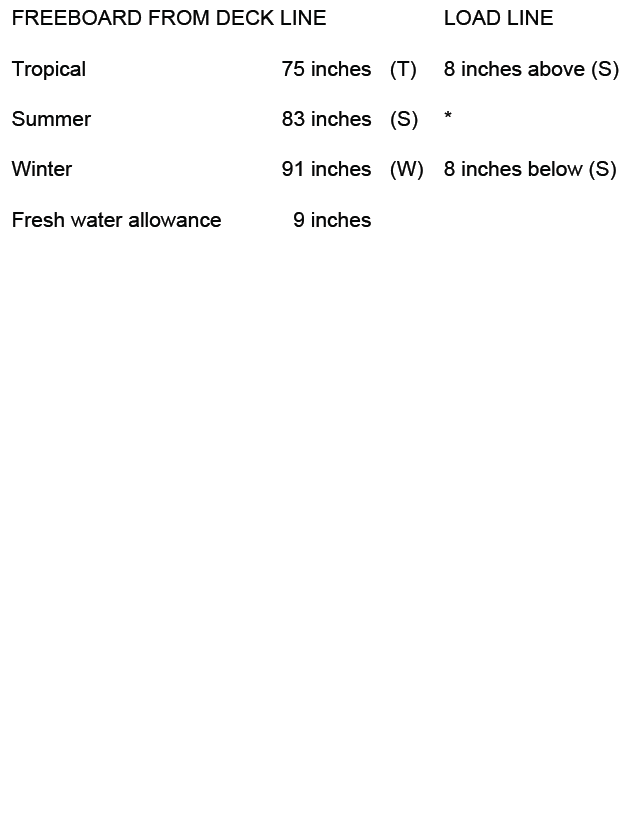 FREEBOARD FROM DECK LINE LOAD LINE
Tropical 75 inches (T) 8 inches above (S)
Summer 83 inches (S) *
Winter 91 inches (W) 8 inches below (S)
Fresh water allowance 9 inches